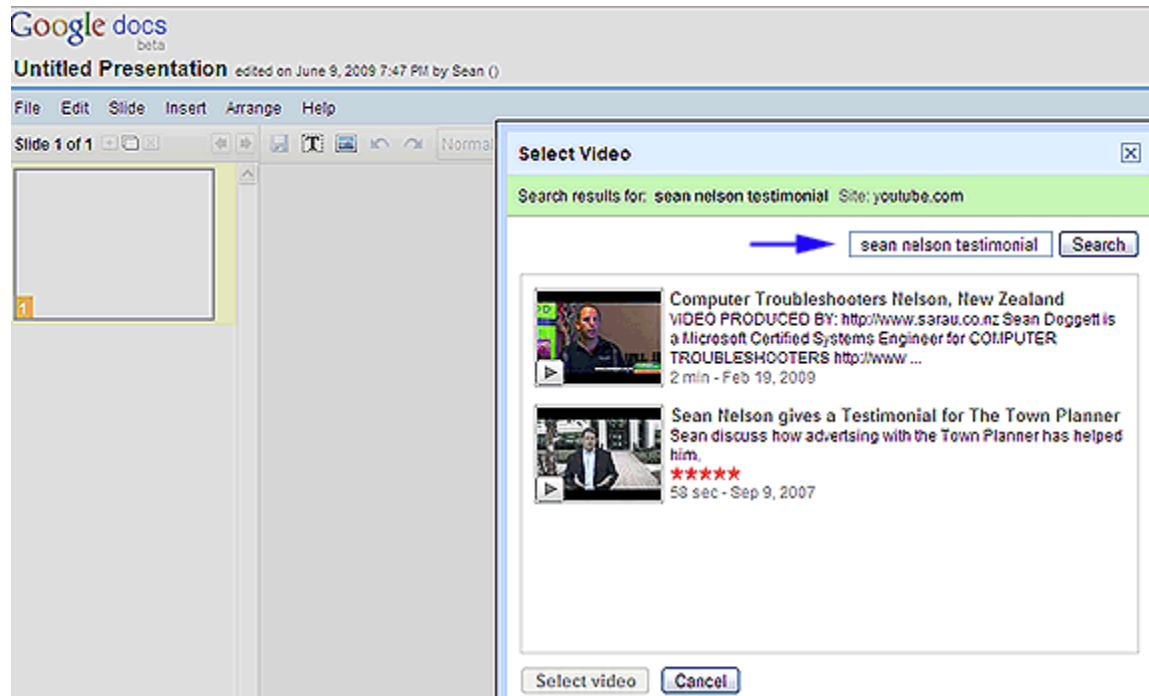 Google docs
beta
Untitled Presentation edited on June 9, 2009 7:47 PM by Sean ()
File Edit Slide Insert Arrange Help
Slide 1 of 1
Normal
1
Select Video
Search results for: sean nelson testimonial Site: youtube.com
sean nelson testimonial Search
Computer Troubleshooters Nelson, New Zealand
VIDEO PRODUCED BY: http://www.sarau.co.nz Sean Doggett is
a Microsoft Certified Systems Engineer for COMPUTER
TROUBLESHOOTERS http://www ...
2 min - Feb 19, 2009
Sean Nelson gives a Testimonial for The Town Planner
Sean discuss how advertsing with the Town Planner has helped
him.
★★★★★
58 sec - Sep 9, 2007
Select video Cancel